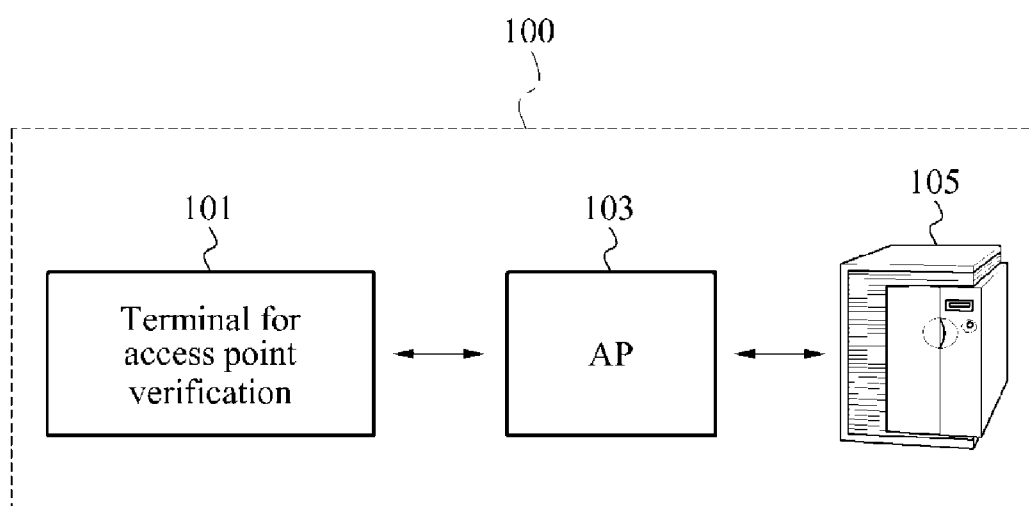 100
101
103
105
Terminal for
access point
verification
AP